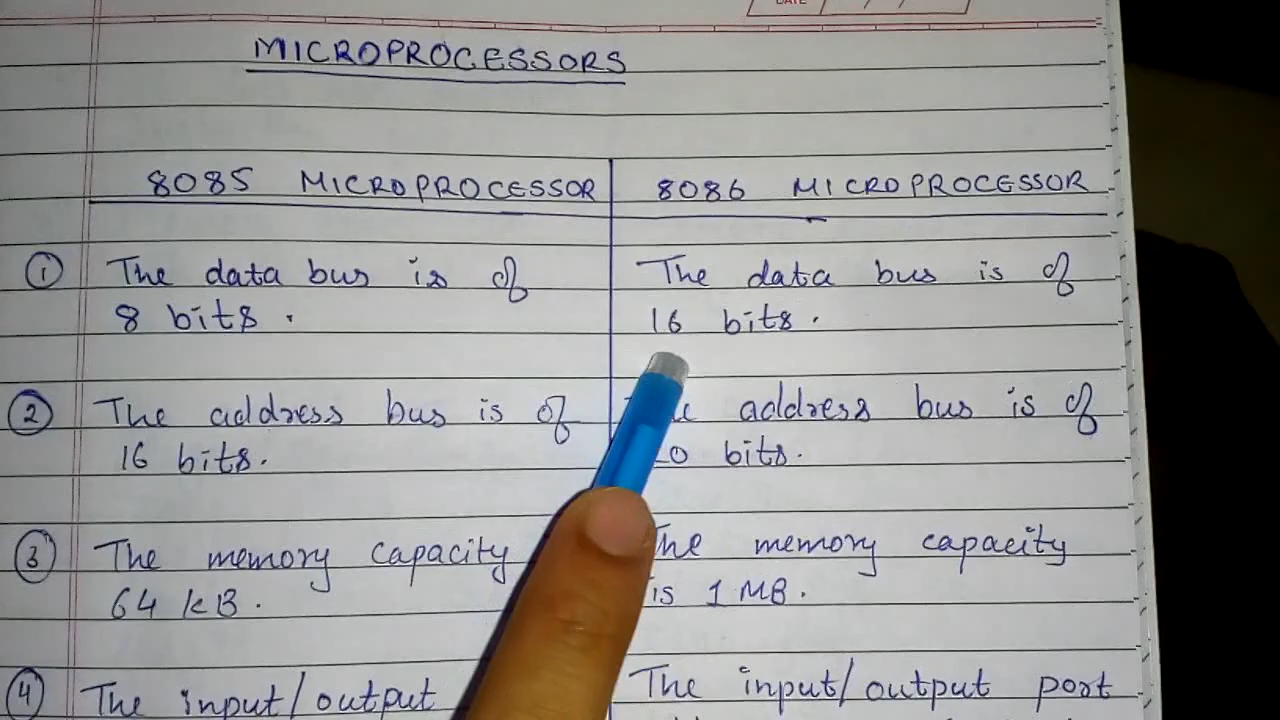 DATE
MICROPROCESSORS
8085 MICROPROCESSOR
8086 MICROPROCESSOR
① The data bus is of
8 bits.
The data bus is of
16 bits.
② The address bus is of
16 bits.
address bus is of
bits.
③ The memory capacity
64 kB.
The memory capacity
is 1 MB.
④ The input/output
The input/output port